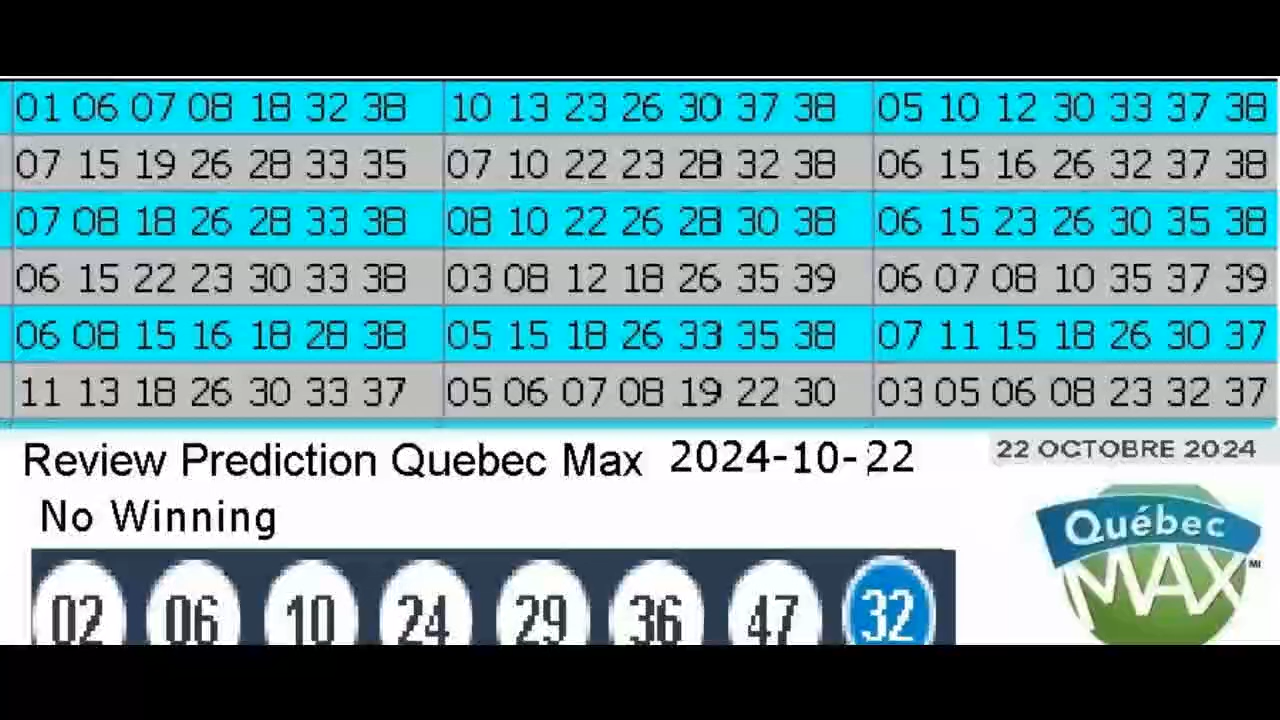 01 06 07 08 18 32 38 10 13 23 26 30 37 38 05 10 12 30 33 37 38
07 15 19 26 28 33 35 07 10 22 23 28 32 38 06 15 16 26 32 37 38
07 08 18 26 28 33 38 08 10 22 26 28 30 38 06 15 23 26 30 35 38
06 15 22 23 30 33 38 03 08 12 18 26 35 39 06 07 08 10 35 37 39
06 08 15 16 18 28 38 05 15 18 26 33 35 38 07 11 15 18 26 30 37
11 13 18 26 30 33 37 05 06 07 08 19 22 30 03 05 06 08 23 32 37
Review Prediction Quebec Max 2024-10-22
22 OCTOBRE 2024
No Winning
Québec
MAX MI
02 06 10 24 29 36 47 32